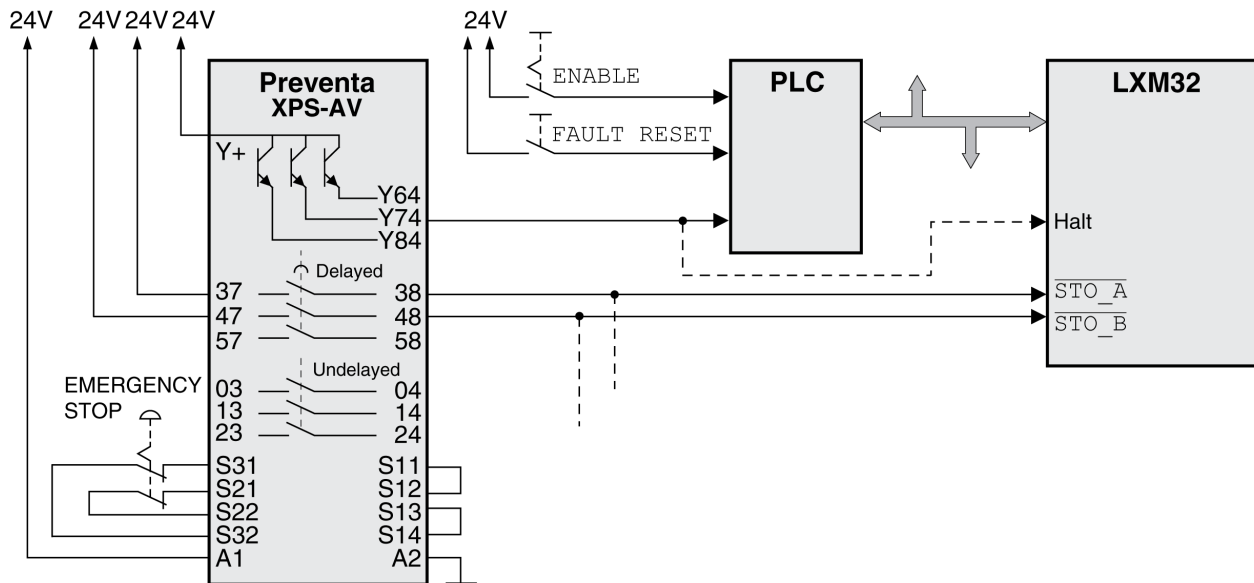 24V 24V 24V 24V 24V
Preventa
XPS-AV
PLC
LXM32
ENABLE
FAULT RESET
Y+
Y64
Y74
Y84
Halt
Delayed
37 38
47 48
57 58
STO_A
STO_B
Undelayed
EMERGENCY
STOP
03 04
13 14
23 24
S31 S11
S21 S12
S22 S13
S32 S14
A1 A2